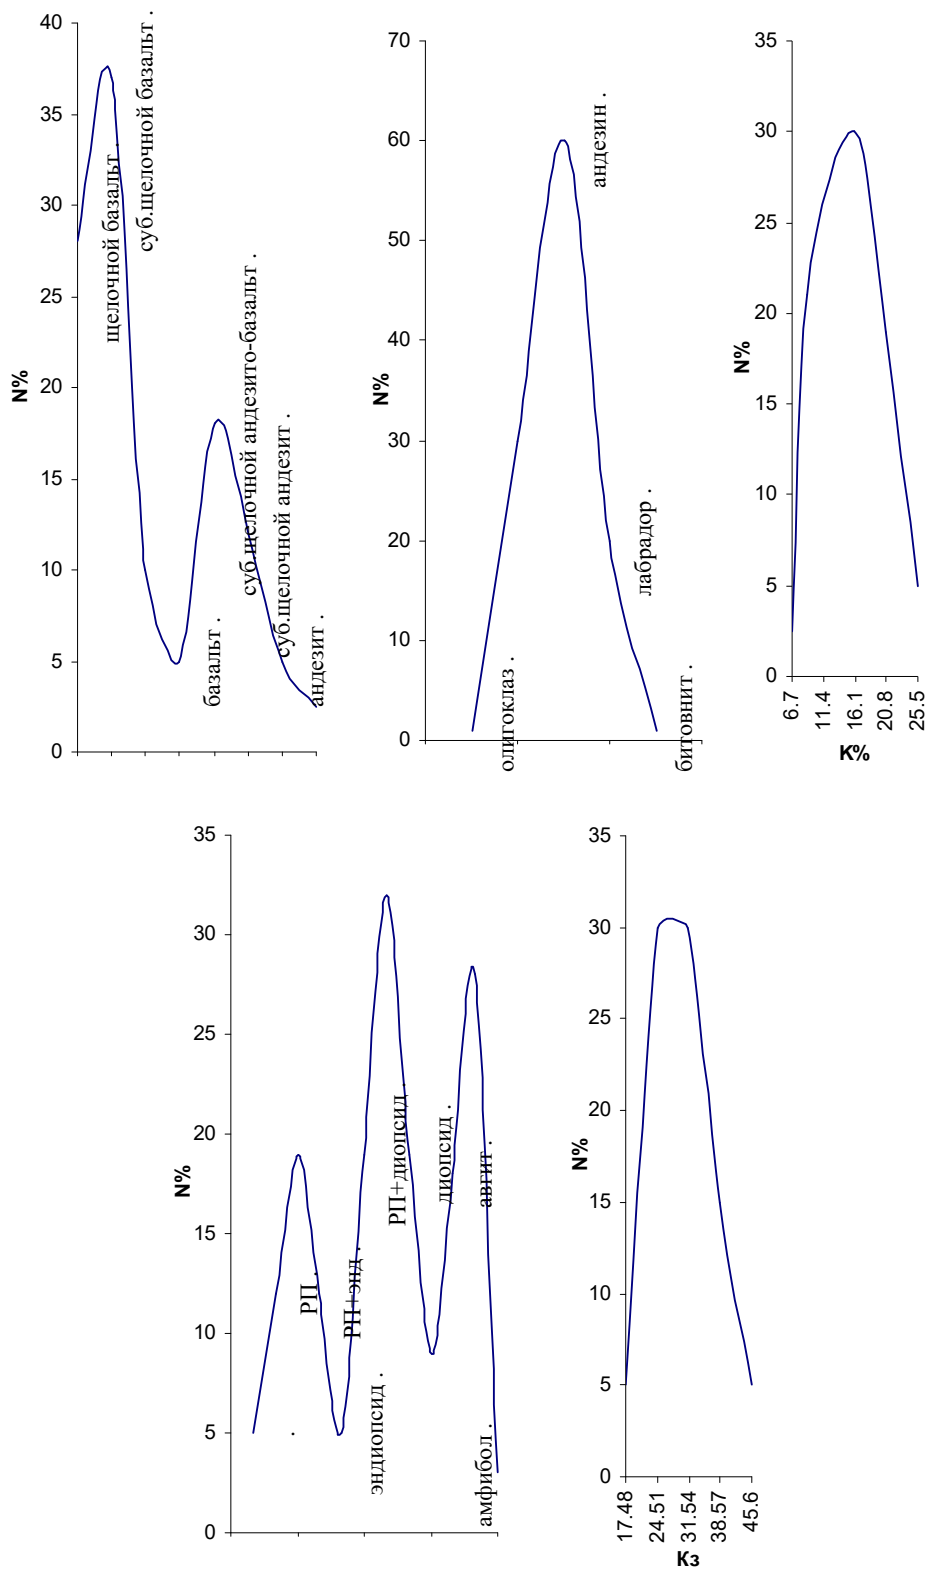 40
35
30
25
20
15
10
5
0
N%
щелочной базальт .
суб.щелочной базальт .
базальт .
суб.щелочной андезито-базальт .
суб.щелочной андезит .
андезит .
70
60
50
40
30
20
10
0
N%
олигоклаз .
андезин .
лабрадор .
битовнит .
35
30
25
20
15
10
5
0
N%
6.7
11.4
16.1
20.8
25.5
К%
35
30
25
20
15
10
5
0
N%
.
РП .
РП+энд .
эндиопсид .
РП+диопсид .
диопсид .
авгит .
амфибол .
35
30
25
20
15
10
5
0
N%
17.48
24.51
31.54
38.57
45.6
Кз